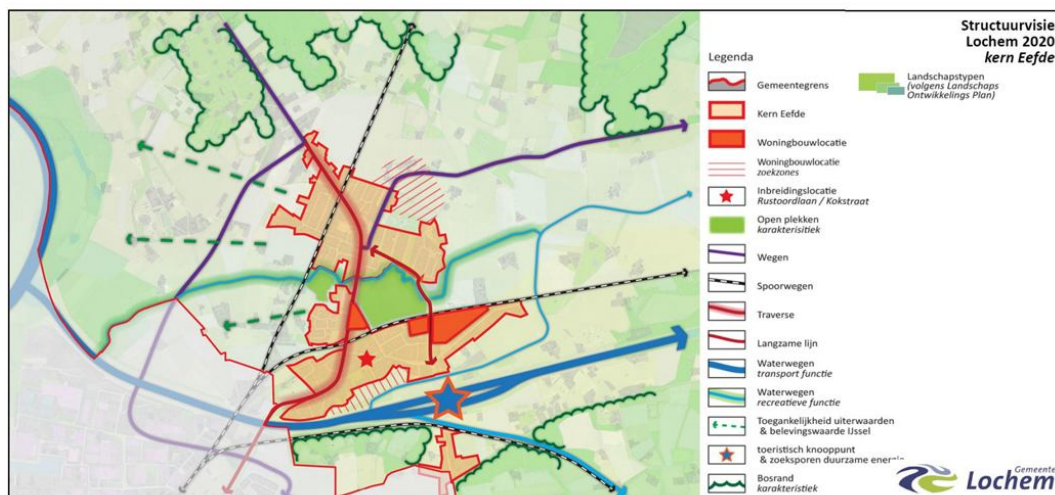 Structuurvisie
Lochem 2020
kern Eefde
Legenda
Gemeentegrens
Kern Eefde
Woningbouwlocatie
Woningbouwlocatie
zoekzones
Inbreidingslocatie
Rustoordlaan / Kokstraat
Open plekken
karakteristiek
Wegen
Spoorwegen
Traverse
Langzame lijn
Waterwegen
transport functie
Waterwegen
recreatieve functie
Toegankelijkheid uiterwaarden
& belevingswaarde IJssel
toeristisch knooppunt
& zoeksporen duurzame energie
Bosrand
karakteristiek
Landschapstypen
(volgens Landschaps
Ontwikkelings Plan)
Gemeente
Lochem